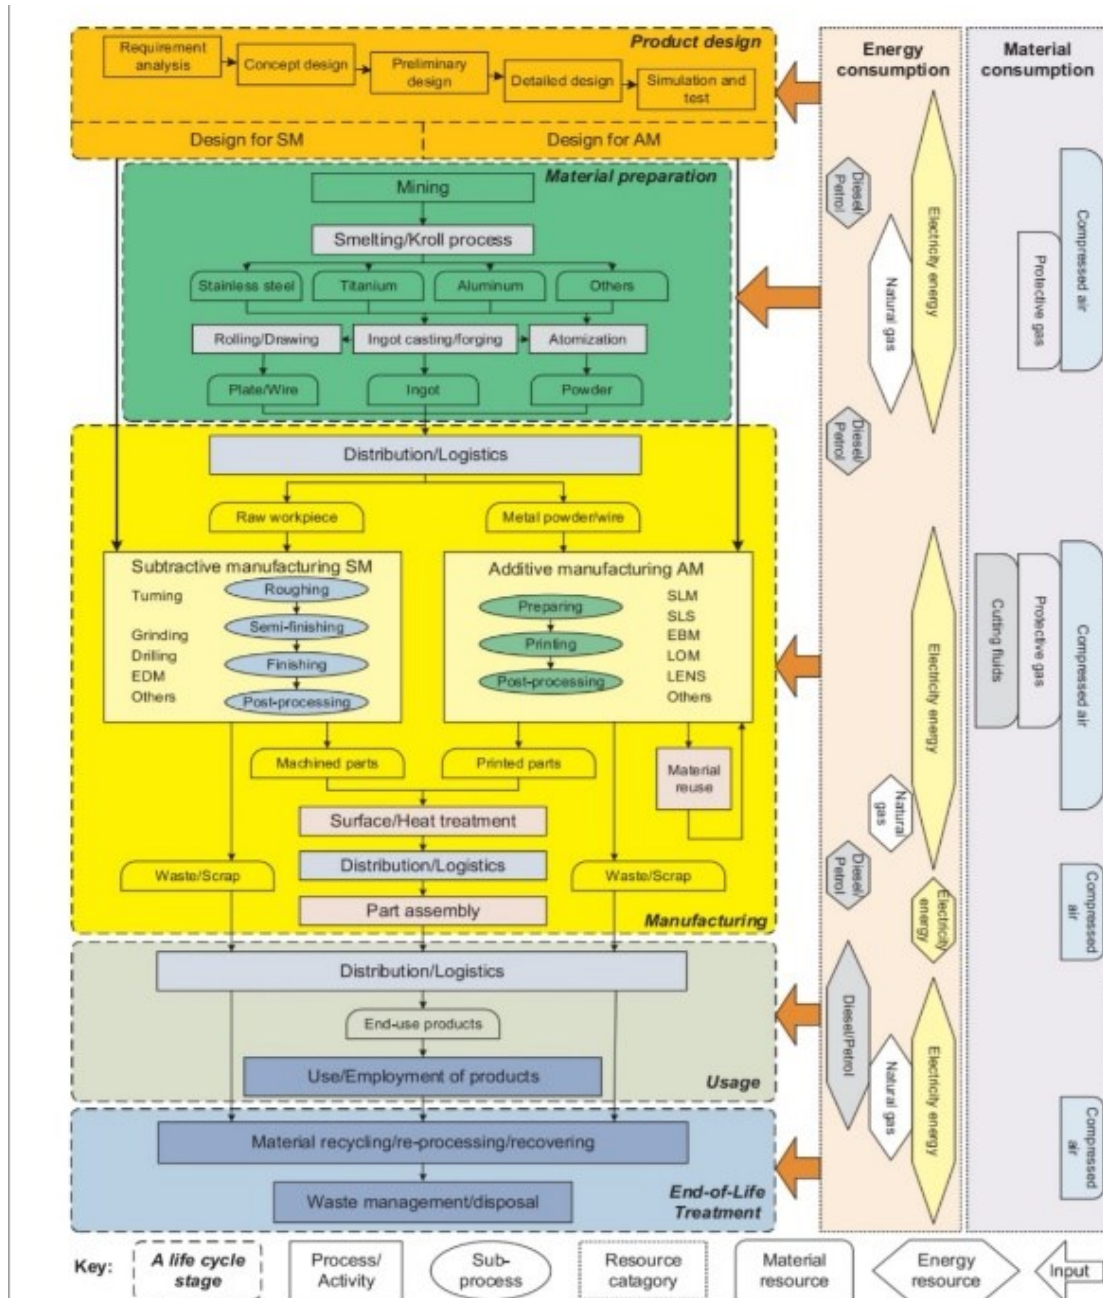 Product design
Requirement
analysis
Concept design
Preliminary
design
Detailed design
Simulation and
test
Design for SM
Design for AM
Material preparation
Mining
Smelting/Kroll process
Stainless steel
Titanium
Aluminum
Others
Rolling/Drawing
Ingot casting/forging
Atomization
Plate/Wire
Ingot
Powder
Distribution/Logistics
Raw workpiece
Metal powder/wire
Subtractive manufacturing SM
Turning
Grinding
Drilling
EDM
Others
Roughing
Semi-finishing
Finishing
Post-processing
Additive manufacturing AM
Preparing
Printing
Post-processing
SLM
SLS
EBM
LOM
LENS
Others
Machined parts
Printed parts
Material
reuse
Surface/Heat treatment
Distribution/Logistics
Waste/Scrap
Waste/Scrap
Part assembly
Manufacturing
Distribution/Logistics
End-use products
Use/Employment of products
Usage
Material recycling/re-processing/recovering
Waste management/disposal
End-of-Life
Treatment
Energy
consumption
Diesel/
Petrol
Natural gas
Electricity energy
Diesel/
Petrol
Electricity energy
Natural
gas
Diesel/
Petrol
Electricity
energy
Diesel/Petrol
Natural gas
Electricity energy
Material
consumption
Protective gas
Compressed air
Cutting fluids
Protective gas
Compressed air
Compressed
air
Compressed
air
Key:
A life cycle
stage
Process/
Activity
Sub-
process
Resource
catagory
Material
resource
Energy
resource
Input